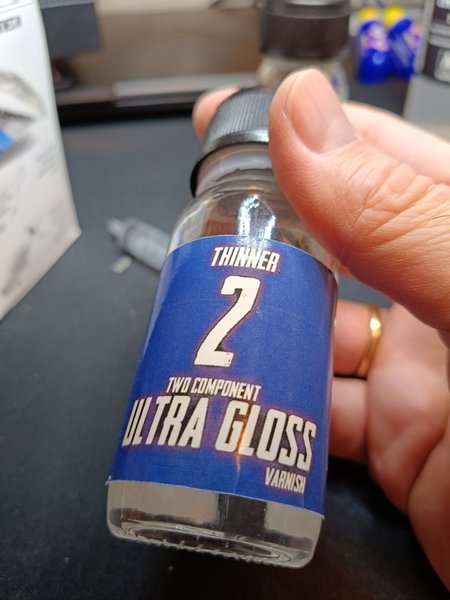 THINNER
2
TWO COMPONENT
ULTRA GLOSS
VARNISH